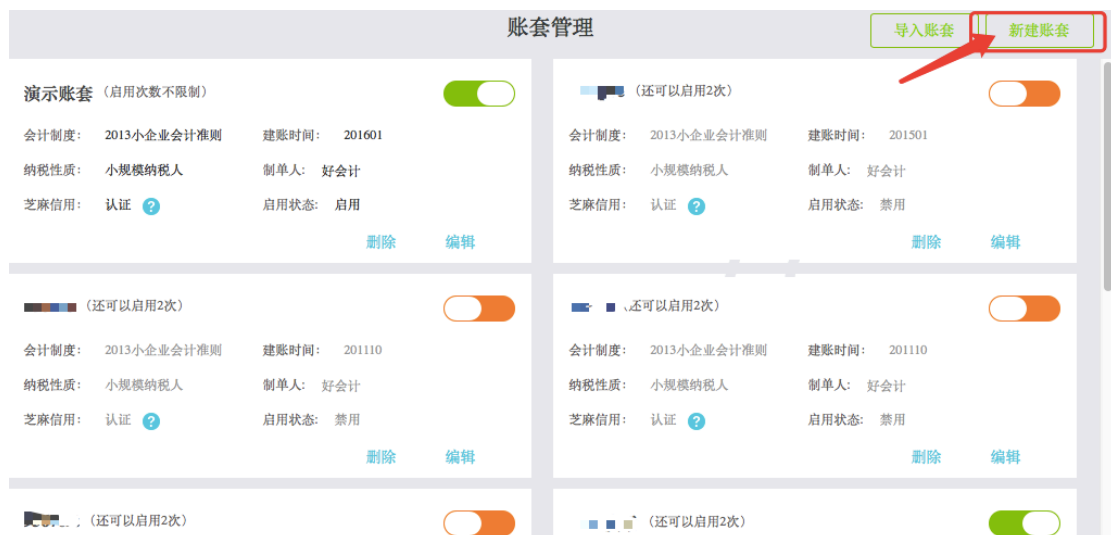 账套管理
导入账套
新建账套
演示账套（启用次数不限制）
会计制度： 2013小企业会计准则 建账时间： 201601
纳税性质： 小规模纳税人 制单人: 好会计
芝麻信用： 认证 ? 启用状态: 启用
删除 编辑
（还可以启用2次）
会计制度： 2013小企业会计准则 建账时间： 201501
纳税性质： 小规模纳税人 制单人: 好会计
芝麻信用： 认证 ? 启用状态: 禁用
删除 编辑
（还可以启用2次）
会计制度： 2013小企业会计准则 建账时间： 201110
纳税性质： 小规模纳税人 制单人: 好会计
芝麻信用： 认证 ? 启用状态: 禁用
删除 编辑
还可以启用2次）
会计制度： 2013小企业会计准则 建账时间： 201110
纳税性质： 小规模纳税人 制单人: 好会计
芝麻信用： 认证 ? 启用状态: 禁用
删除 编辑
（还可以启用2次）
（还可以启用2次）